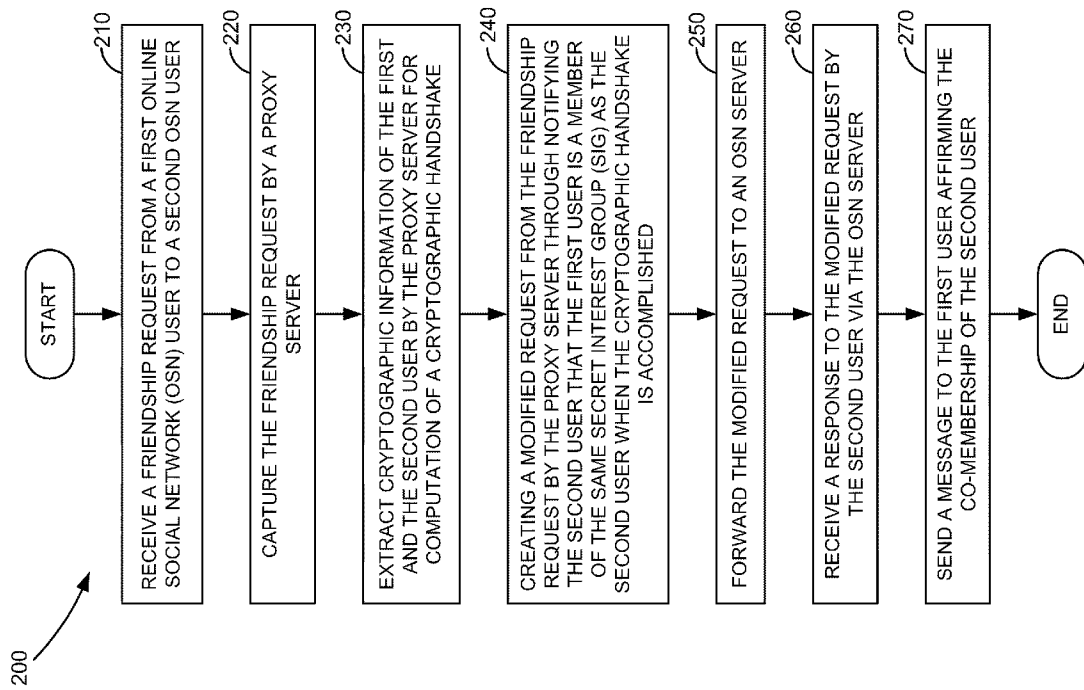 200
START
210
RECEIVE A FRIENDSHIP REQUEST FROM A FIRST ONLINE
SOCIAL NETWORK (OSN) USER TO A SECOND OSN USER
220
CAPTURE THE FRIENDSHIP REQUEST BY A PROXY
SERVER
230
EXTRACT CRYPTOGRAPHIC INFORMATION OF THE FIRST
AND THE SECOND USER BY THE PROXY SERVER FOR
COMPUTATION OF A CRYPTOGRAPHIC HANDSHAKE
240
CREATING A MODIFIED REQUEST FROM THE FRIENDSHIP
REQUEST BY THE PROXY SERVER THROUGH NOTIFYING
THE SECOND USER THAT THE FIRST USER IS A MEMBER
OF THE SAME SECRET INTEREST GROUP (SIG) AS THE
SECOND USER WHEN THE CRYPTOGRAPHIC HANDSHAKE
IS ACCOMPLISHED
250
FORWARD THE MODIFIED REQUEST TO AN OSN SERVER
260
RECEIVE A RESPONSE TO THE MODIFIED REQUEST BY
THE SECOND USER VIA THE OSN SERVER
270
SEND A MESSAGE TO THE FIRST USER AFFIRMING THE
CO-MEMBERSHIP OF THE SECOND USER
END